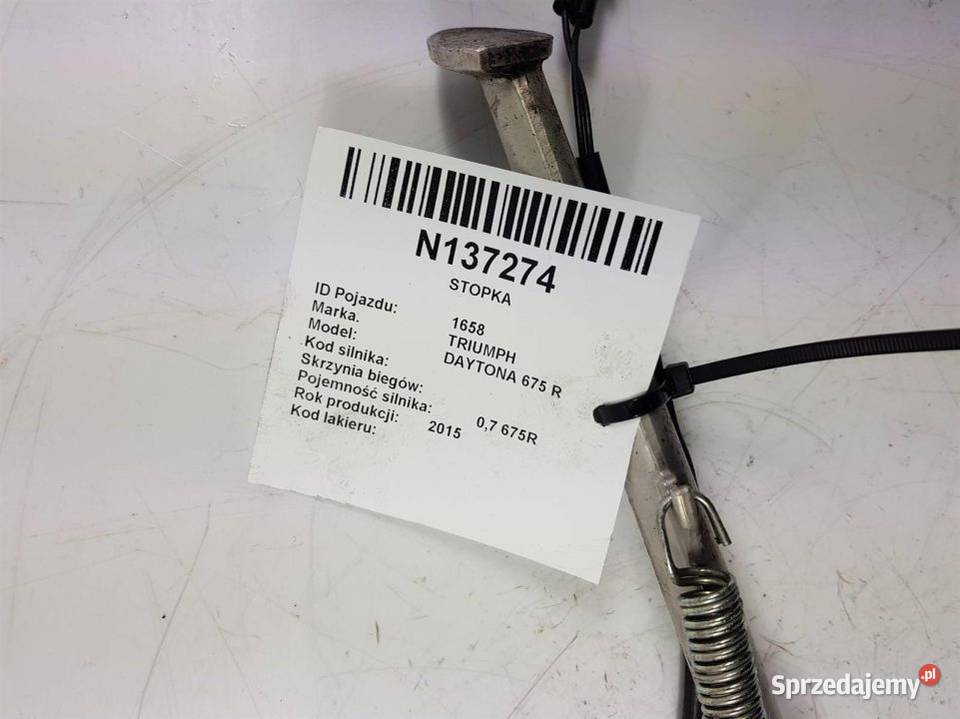 N137274
STOPKA
ID Pojazdu: 1658
Marka. TRIUMPH
Model: DAYTONA 675 R
Kod silnika:
Skrzynia biegów:
Pojemność silnika: 0,7 675R
Rok produkcji: 2015
Kod lakieru:
Sprzedajemy.pl